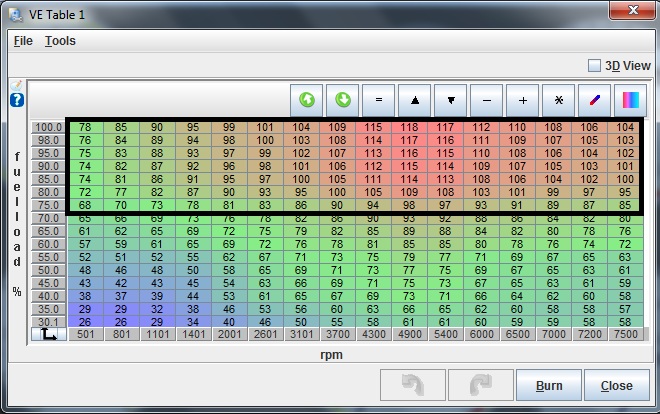 VE Table 1
File Tools
3D View
= – + *
100.0 78 85 90 95 99 101 104 109 115 118 117 112 110 108 106 104
98.0 76 84 89 94 98 100 103 108 114 117 116 111 109 107 105 103
95.0 75 83 88 93 97 99 102 107 113 116 115 110 108 106 104 102
90.0 74 82 87 92 96 98 101 106 112 115 114 109 107 105 103 101
85.0 74 81 86 91 95 97 100 105 111 114 113 108 106 104 102 100
80.0 72 77 82 87 90 93 95 100 105 109 108 103 101 99 97 95
75.0 68 70 73 78 81 83 86 90 94 98 97 93 91 89 87 85
70.0 65 66 69 73 76 78 82 86 90 93 92 88 86 84 82 80
65.0 61 62 65 69 72 75 79 82 85 89 88 84 82 80 78 76
60.0 57 59 61 65 69 72 76 78 81 85 85 80 78 76 74 72
55.0 52 51 52 55 62 67 71 73 75 79 77 73 71 69 67 65
50.0 48 46 48 50 58 65 69 71 73 77 75 71 69 67 65 63
45.0 43 42 43 45 54 63 66 69 71 75 73 67 67 65 63 61
40.0 38 37 39 44 53 61 65 67 69 73 71 66 64 62 60 59
35.0 29 29 32 38 46 53 56 60 63 66 65 62 60 58 58 57
30.1 26 26 29 34 40 46 50 55 58 61 61 60 59 59 58 58
501 801 1101 1401 2001 2601 3101 3700 4300 4900 5400 6000 6500 7000 7200 7500
fuelload %
rpm
Burn Close